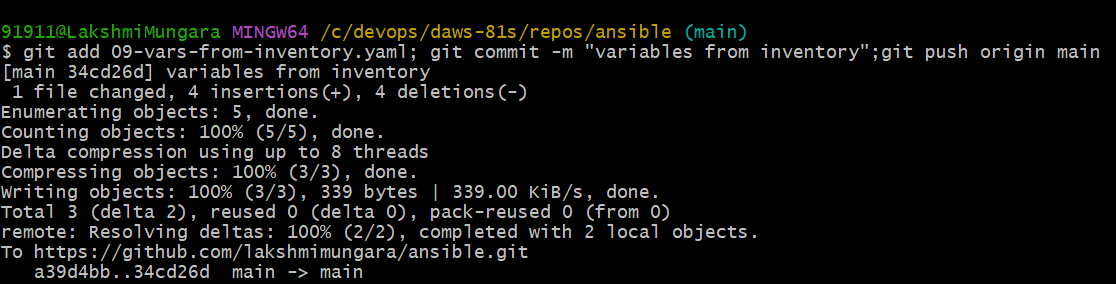 91911@LakshmiMungara MINGW64 /c/devops/daws-81s/repos/ansible (main)
$ git add 09-vars-from-inventory.yaml; git commit -m "variables from inventory";git push origin main
[main 34cd26d] variables from inventory
 1 file changed, 4 insertions(+), 4 deletions(-)
Enumerating objects: 5, done.
Counting objects: 100% (5/5), done.
Delta compression using up to 8 threads
Compressing objects: 100% (3/3), done.
Writing objects: 100% (3/3), 339 bytes | 339.00 KiB/s, done.
Total 3 (delta 2), reused 0 (delta 0), pack-reused 0 (from 0)
remote: Resolving deltas: 100% (2/2), completed with 2 local objects.
To https://github.com/lakshmimungara/ansible.git
   a39d4bb..34cd26d  main -> main